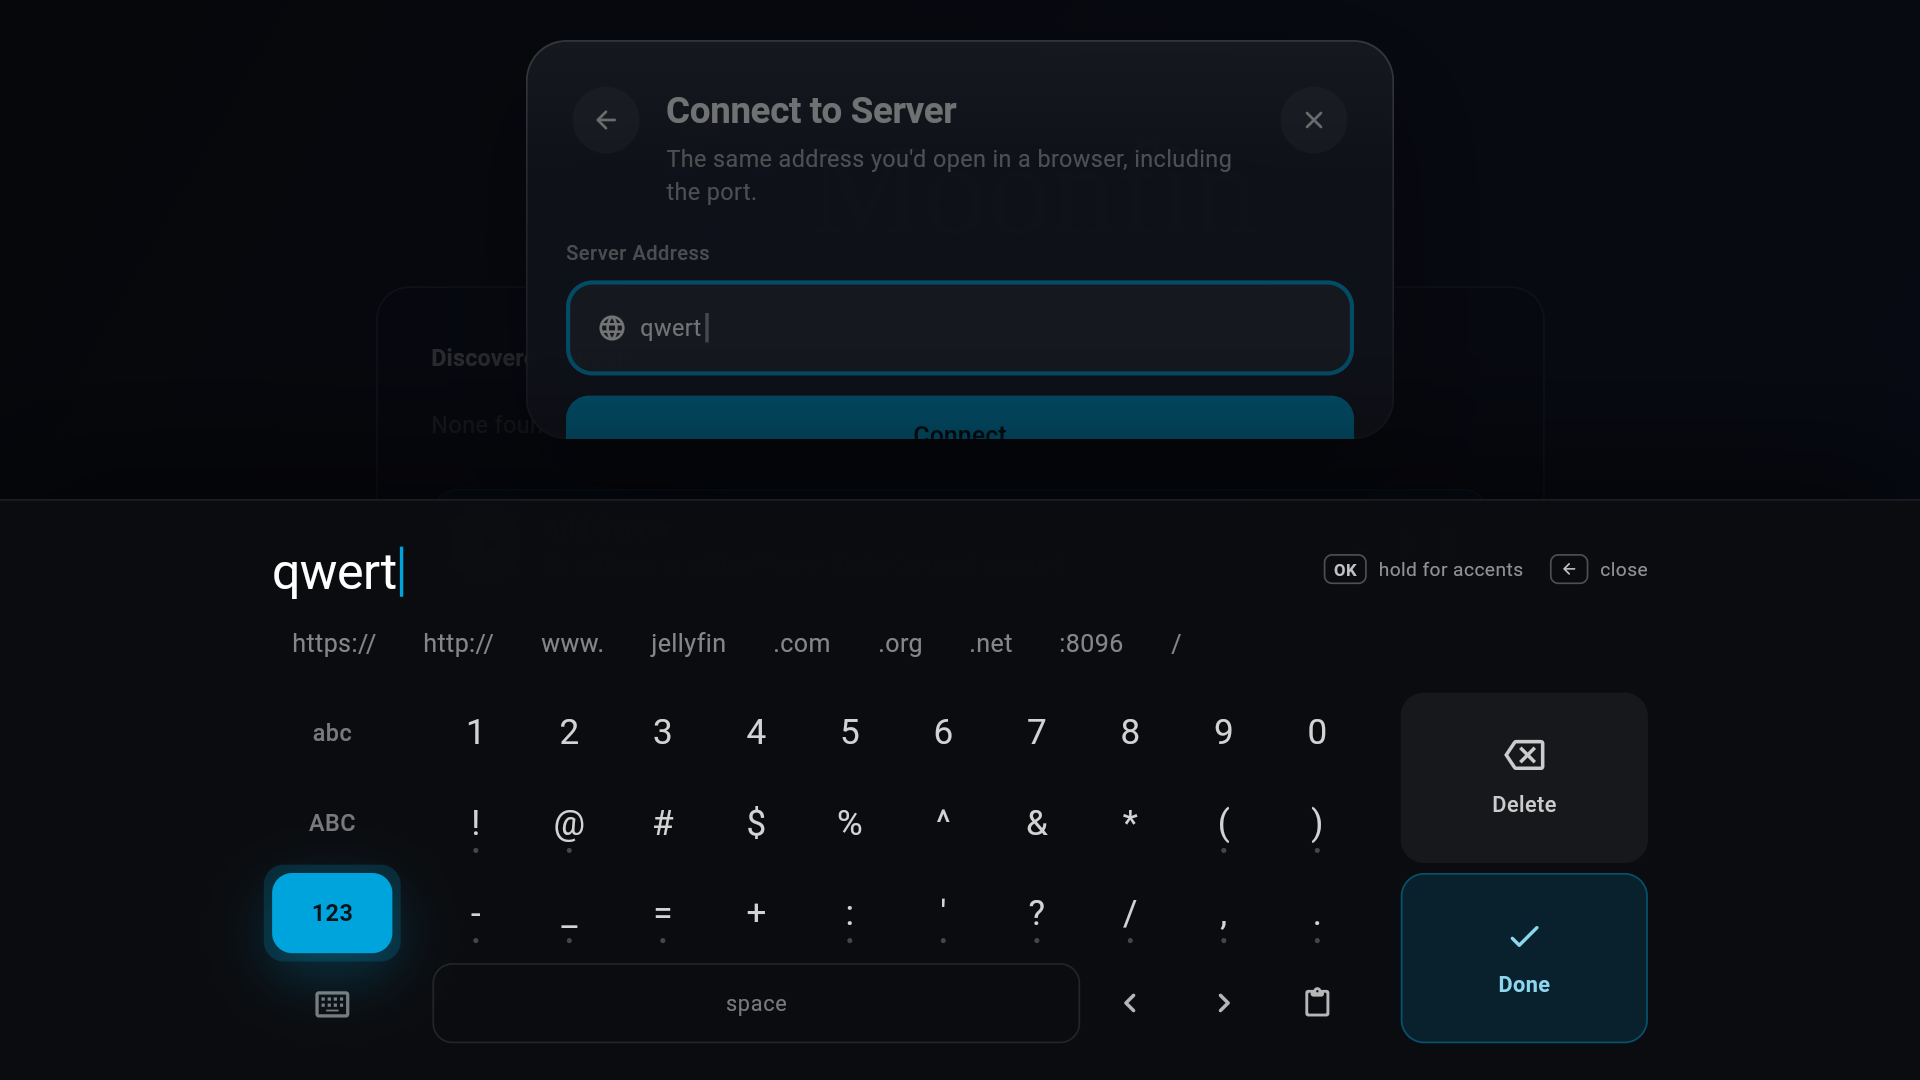 Connect to Server
The same address you'd open in a browser, including
the port.
Moonfin
Server Address
qwert
Discover
None foun
Connect
qwert
OK hold for accents
close
https:// http:// www. jellyfin .com .org .net :8096 /
abc 1 2 3 4 5 6 7 8 9 0
Delete
ABC ! @ # $ % ^ & * ( )
123 - _ = + : ' ? / , .
Done
space